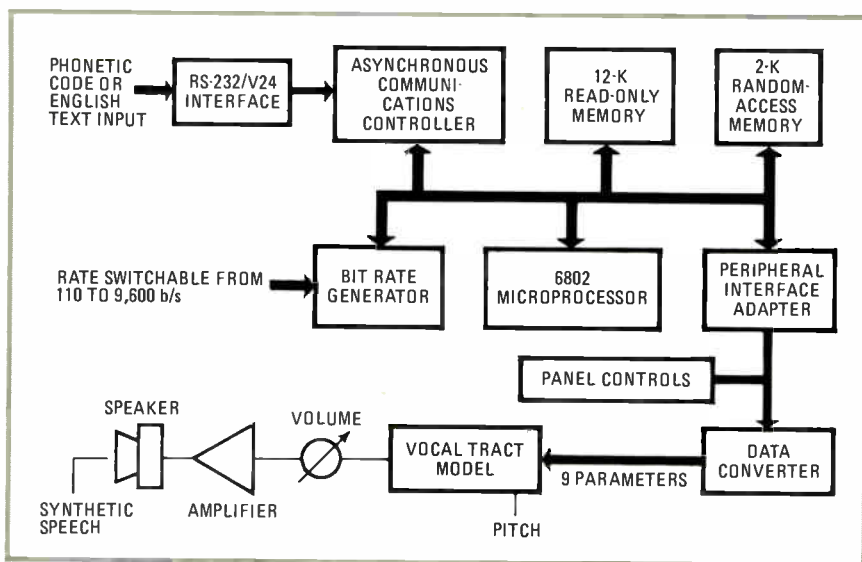 PHONETIC
CODE OR
ENGLISH
TEXT INPUT
RS-232/V24
INTERFACE
ASYNCHRONOUS
COMMUNI-
CATIONS
CONTROLLER
12-K
READ-ONLY
MEMORY
2-K
RANDOM-
ACCESS
MEMORY
RATE SWITCHABLE FROM
110 TO 9,600 b/s
BIT RATE
GENERATOR
6802
MICROPROCESSOR
PERIPHERAL
INTERFACE
ADAPTER
PANEL CONTROLS
SPEAKER
VOLUME
VOCAL TRACT
MODEL
9 PARAMETERS
DATA
CONVERTER
SYNTHETIC
SPEECH
AMPLIFIER
PITCH